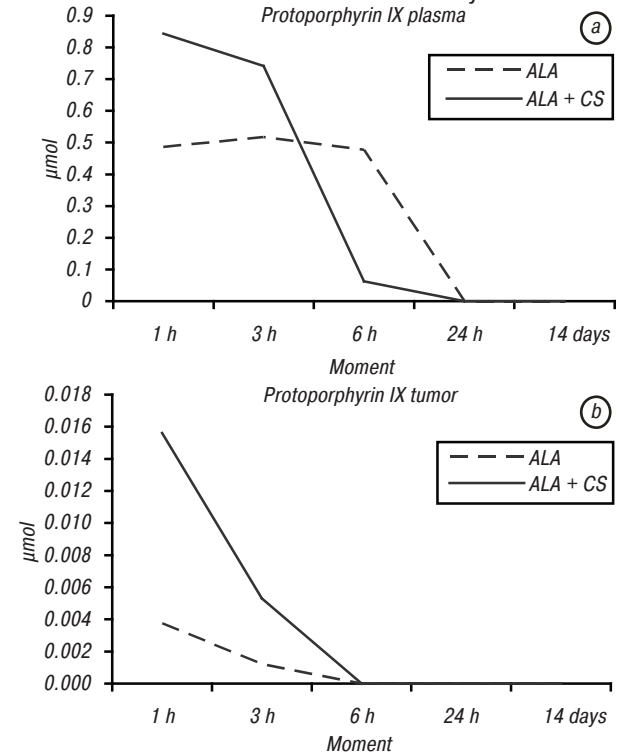 Protoporphyrin IX plasma
a
0.9
0.8
0.7
0.6
0.5
0.4
0.3
0.2
0.1
0
μmol
ALA
ALA + CS
1 h 3 h 6 h 24 h 14 days
Moment
Protoporphyrin IX tumor
b
0.018
0.016
0.014
0.012
0.010
0.008
0.006
0.004
0.002
0.000
μmol
ALA
ALA + CS
1 h 3 h 6 h 24 h 14 days
Moment